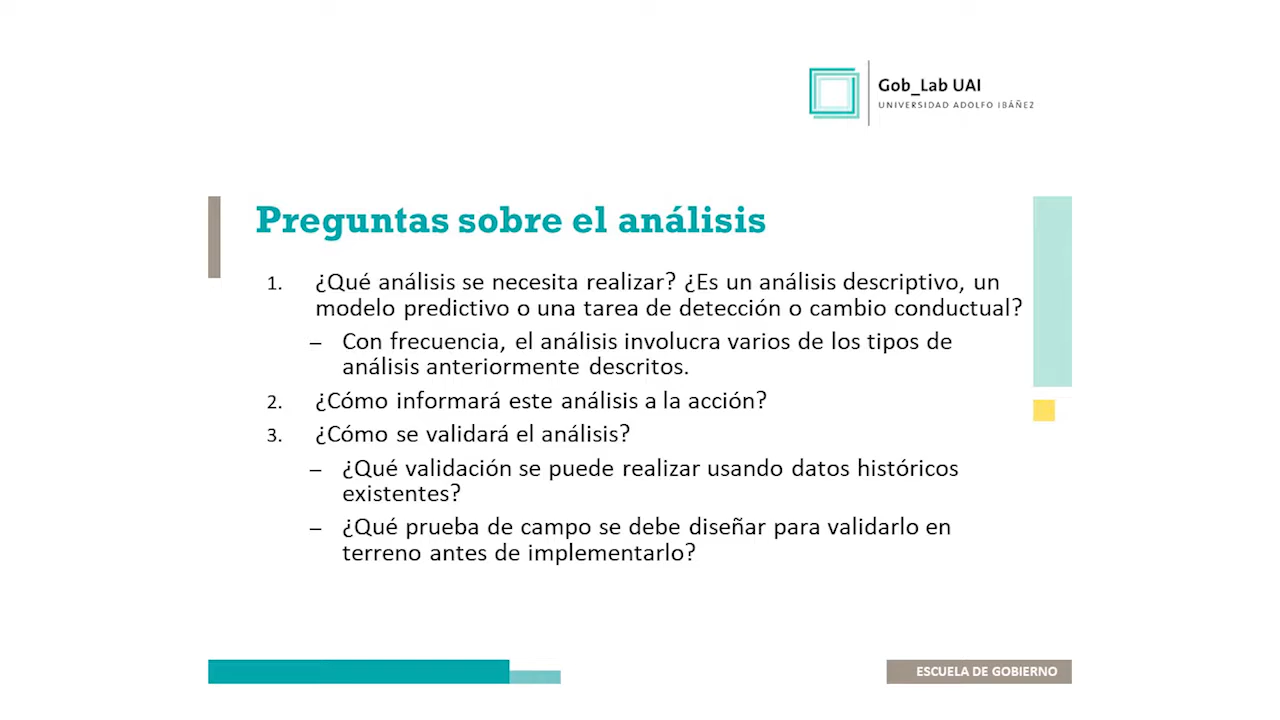 Gob_Lab UAI
UNIVERSIDAD ADOLFO IBÁÑEZ
Preguntas sobre el análisis
1. ¿Qué análisis se necesita realizar? ¿Es un análisis descriptivo, un
modelo predictivo o una tarea de detección o cambio conductual?
– Con frecuencia, el análisis involucra varios de los tipos de
análisis anteriormente descritos.
2. ¿Cómo informará este análisis a la acción?
3. ¿Cómo se validará el análisis?
– ¿Qué validación se puede realizar usando datos históricos
existentes?
– ¿Qué prueba de campo se debe diseñar para validarlo en
terreno antes de implementarlo?
ESCUELA DE GOBIERNO